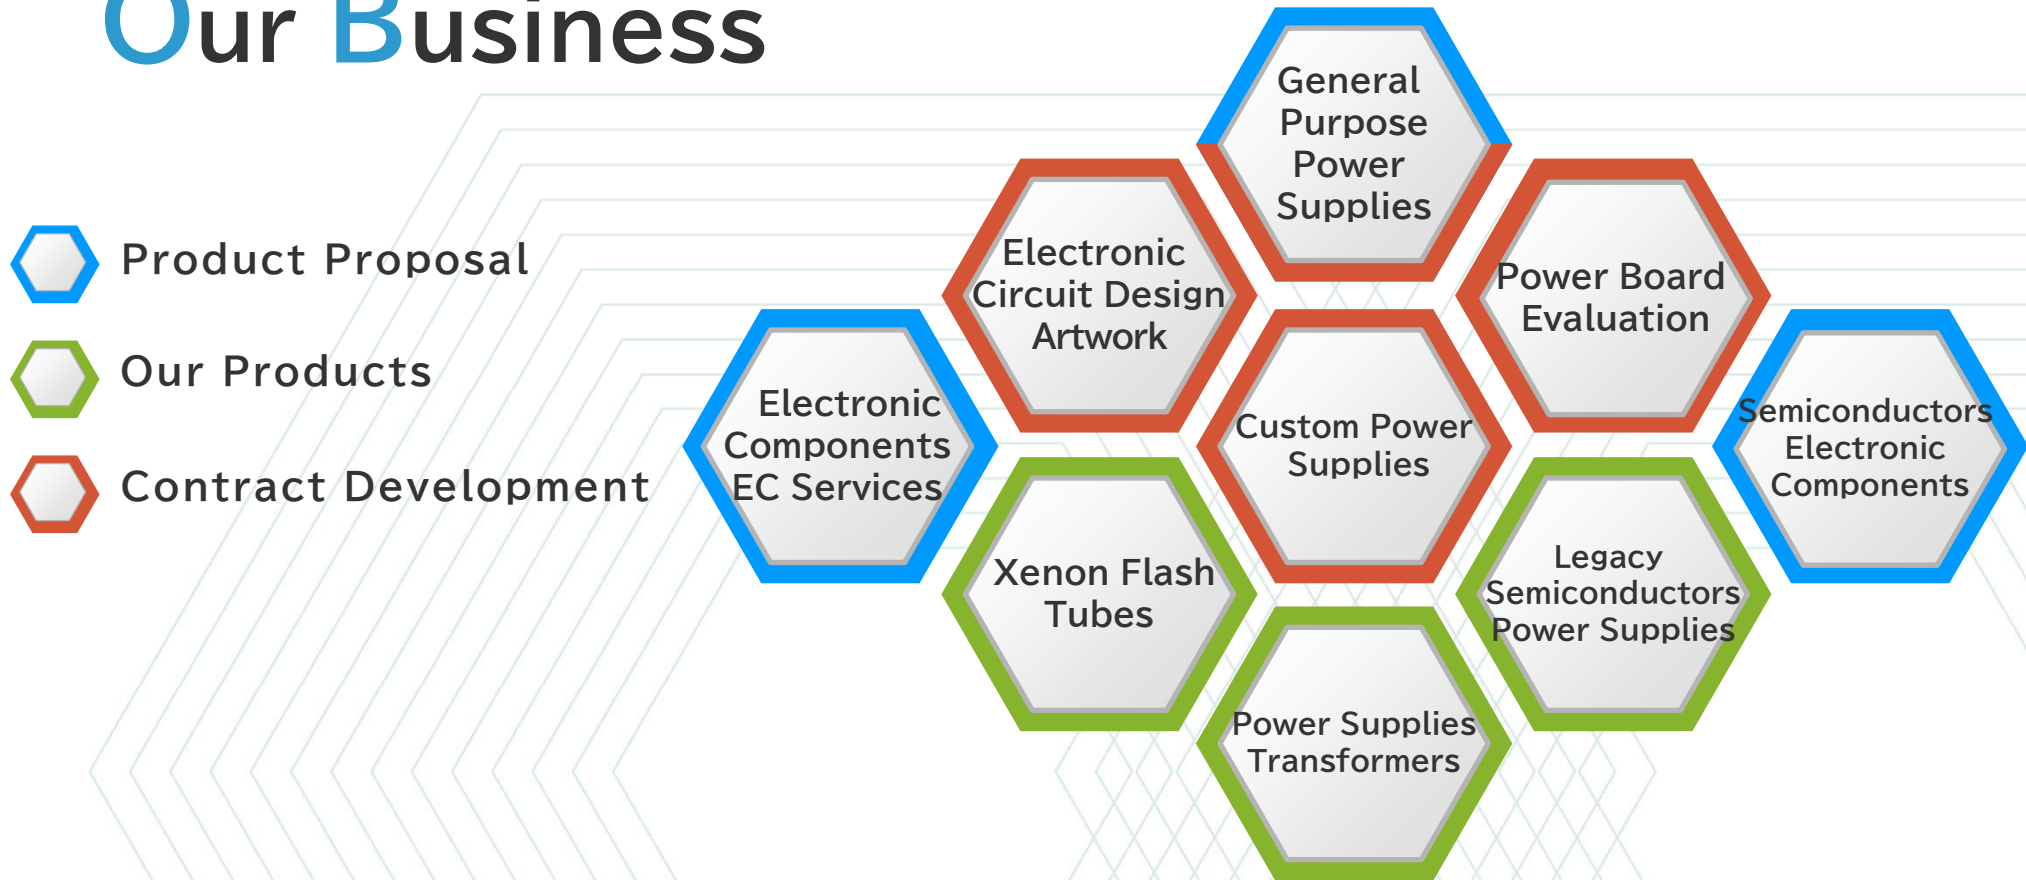 Our Business
Product Proposal
Our Products
Contract Development
General
Purpose
Power
Supplies
Electronic
Circuit Design
Artwork
Power Board
Evaluation
Electronic
Components
EC Services
Custom Power
Supplies
Semiconductors
Electronic
Components
Xenon Flash
Tubes
Legacy
Semiconductors
Power Supplies
Power Supplies
Transformers